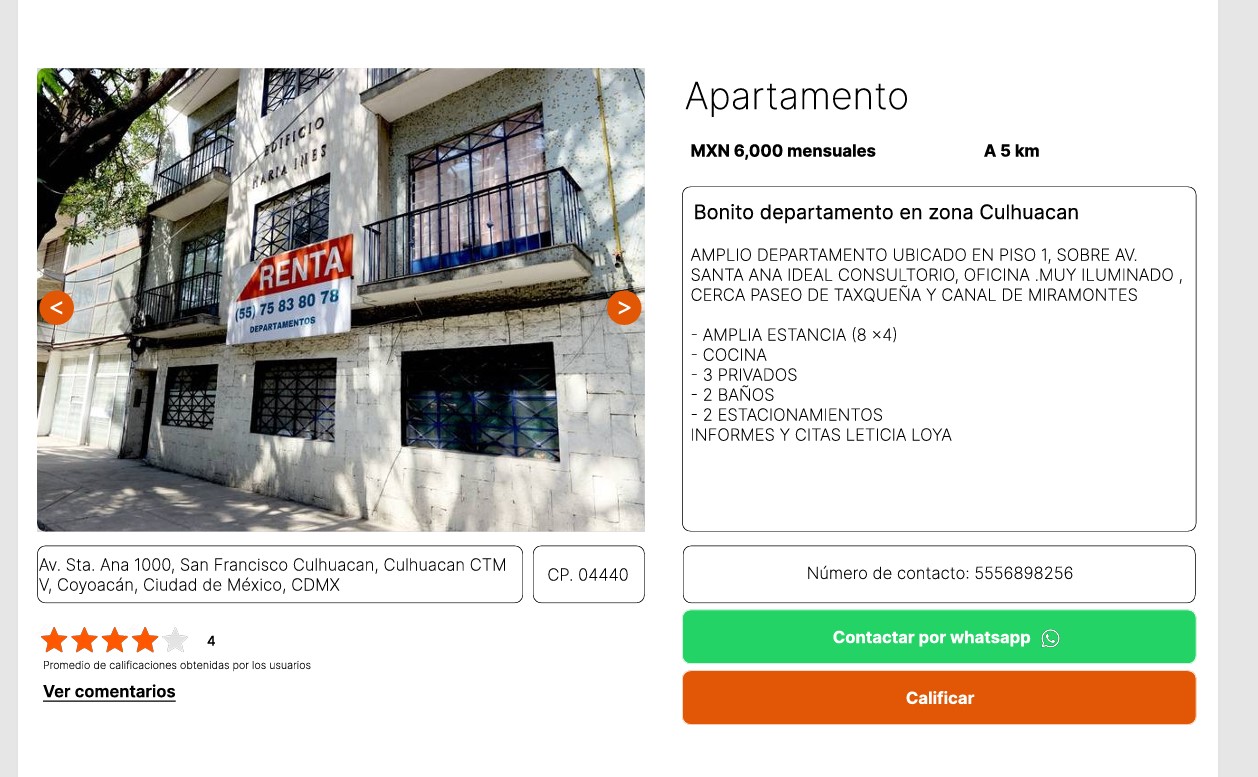 EDIFICIO
MARIA INES
RENTA
(55) 75 83 80 78
DEPARTAMENTOS
<
>
Av. Sta. Ana 1000, San Francisco Culhuacan, Culhuacan CTM
V, Coyoacán, Ciudad de México, CDMX
CP. 04440
4
Promedio de calificaciones obtenidas por los usuarios
Ver comentarios
Apartamento
MXN 6,000 mensuales
A 5 km
Bonito departamento en zona Culhuacan
AMPLIO DEPARTAMENTO UBICADO EN PISO 1, SOBRE AV.
SANTA ANA IDEAL CONSULTORIO, OFICINA .MUY ILUMINADO ,
CERCA PASEO DE TAXQUEÑA Y CANAL DE MIRAMONTES
- AMPLIA ESTANCIA (8 ×4)
- COCINA
- 3 PRIVADOS
- 2 BAÑOS
- 2 ESTACIONAMIENTOS
INFORMES Y CITAS LETICIA LOYA
Número de contacto: 5556898256
Contactar por whatsapp
Calificar